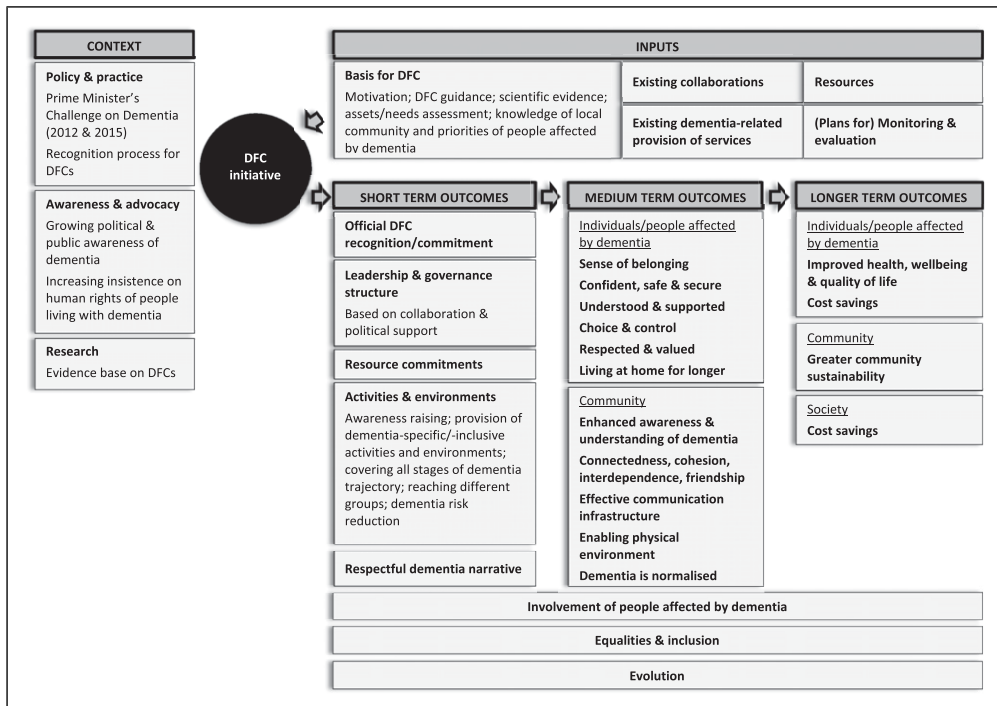 CONTEXT
Policy & practice
Prime Minister’s
Challenge on Dementia
(2012 & 2015)
Recognition process for
DFCs
Awareness & advocacy
Growing political &
public awareness of
dementia
Increasing insistence on
human rights of people
living with dementia
Research
Evidence base on DFCs
DFC
initiative
INPUTS
Basis for DFC
Motivation; DFC guidance; scientific evidence;
assets/needs assessment; knowledge of local
community and priorities of people affected
by dementia
Existing collaborations
Resources
Existing dementia-related
provision of services
(Plans for) Monitoring &
evaluation
SHORT TERM OUTCOMES
Official DFC
recognition/commitment
Leadership & governance
structure
Based on collaboration &
political support
Resource commitments
Activities & environments
Awareness raising; provision of
dementia-specific/-inclusive
activities and environments;
covering all stages of dementia
trajectory; reaching different
groups; dementia risk
reduction
Respectful dementia narrative
MEDIUM TERM OUTCOMES
Individuals/people affected
by dementia
Sense of belonging
Confident, safe & secure
Understood & supported
Choice & control
Respected & valued
Living at home for longer
Community
Enhanced awareness &
understanding of dementia
Connectedness, cohesion,
interdependence, friendship
Effective communication
infrastructure
Enabling physical
environment
Dementia is normalised
LONGER TERM OUTCOMES
Individuals/people affected
by dementia
Improved health, wellbeing
& quality of life
Cost savings
Community
Greater community
sustainability
Society
Cost savings
Involvement of people affected by dementia
Equalities & inclusion
Evolution